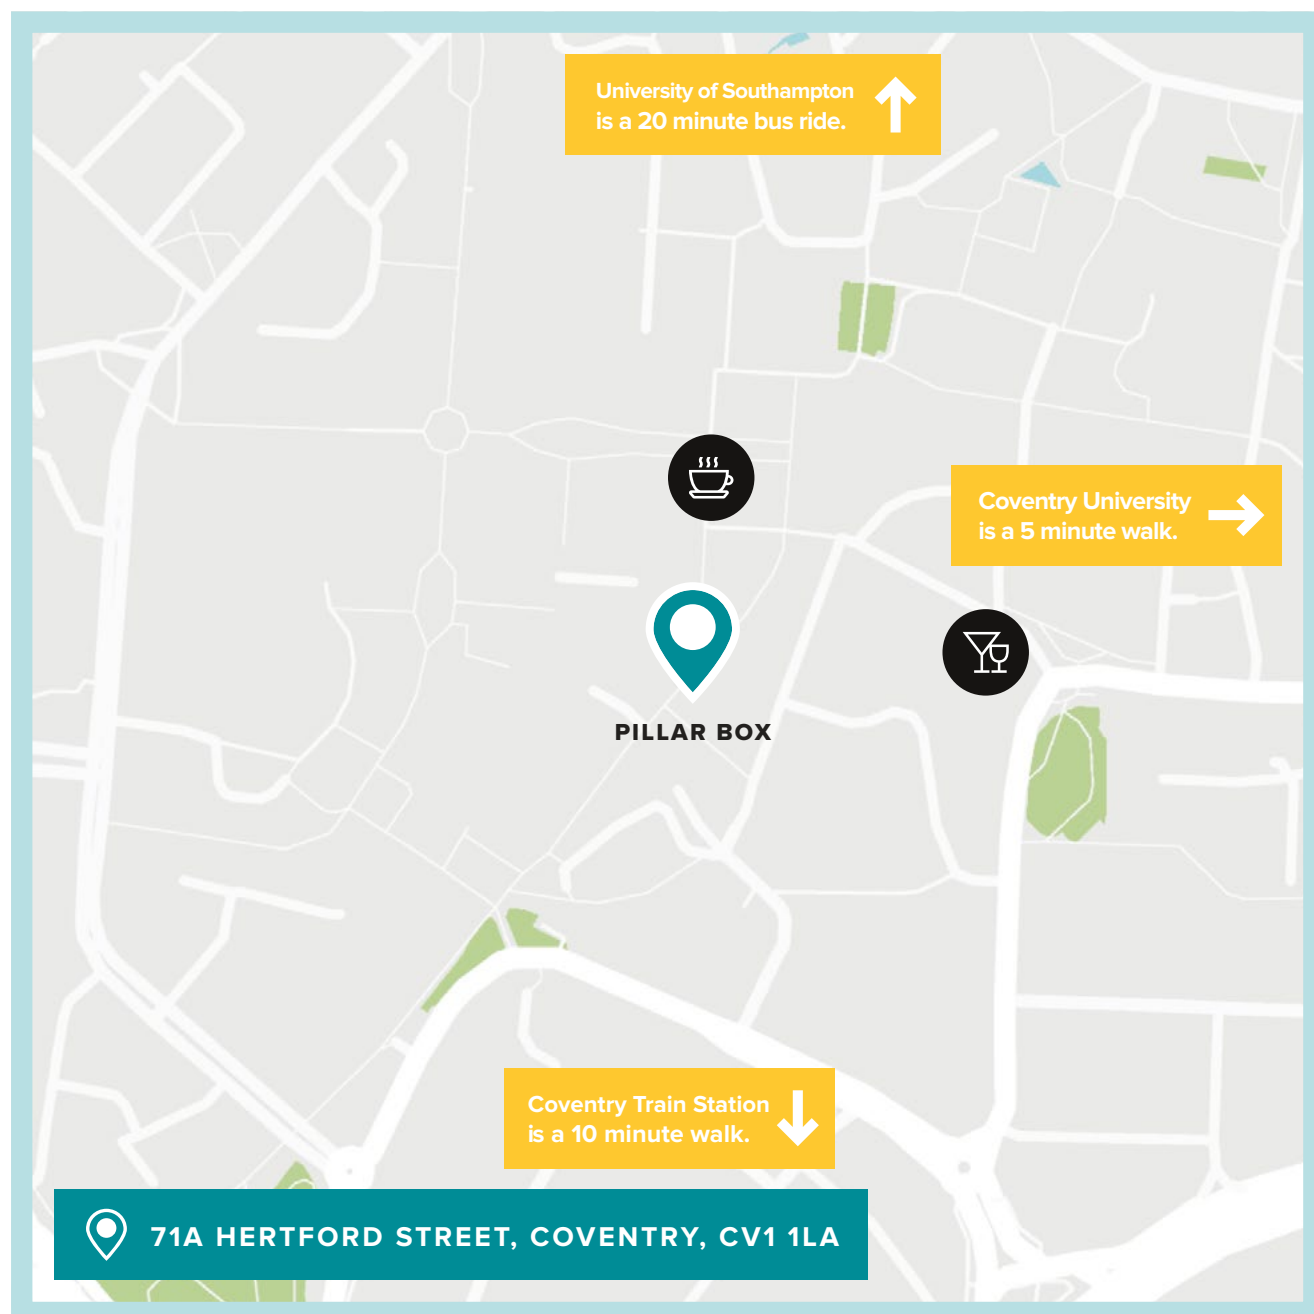 University of Southampton
is a 20 minute bus ride.
Coventry University
is a 5 minute walk.
PILLAR BOX
Coventry Train Station
is a 10 minute walk.
71A HERTFORD STREET, COVENTRY, CV1 1LA